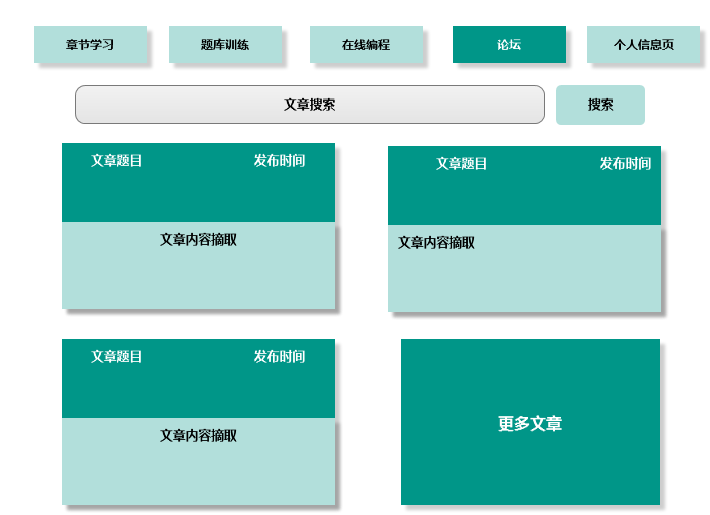 章节学习
题库训练
在线编程
论坛
个人信息页
文章搜索
搜索
文章题目
发布时间
文章内容摘取
文章题目
发布时间
文章内容摘取
文章题目
发布时间
文章内容摘取
更多文章